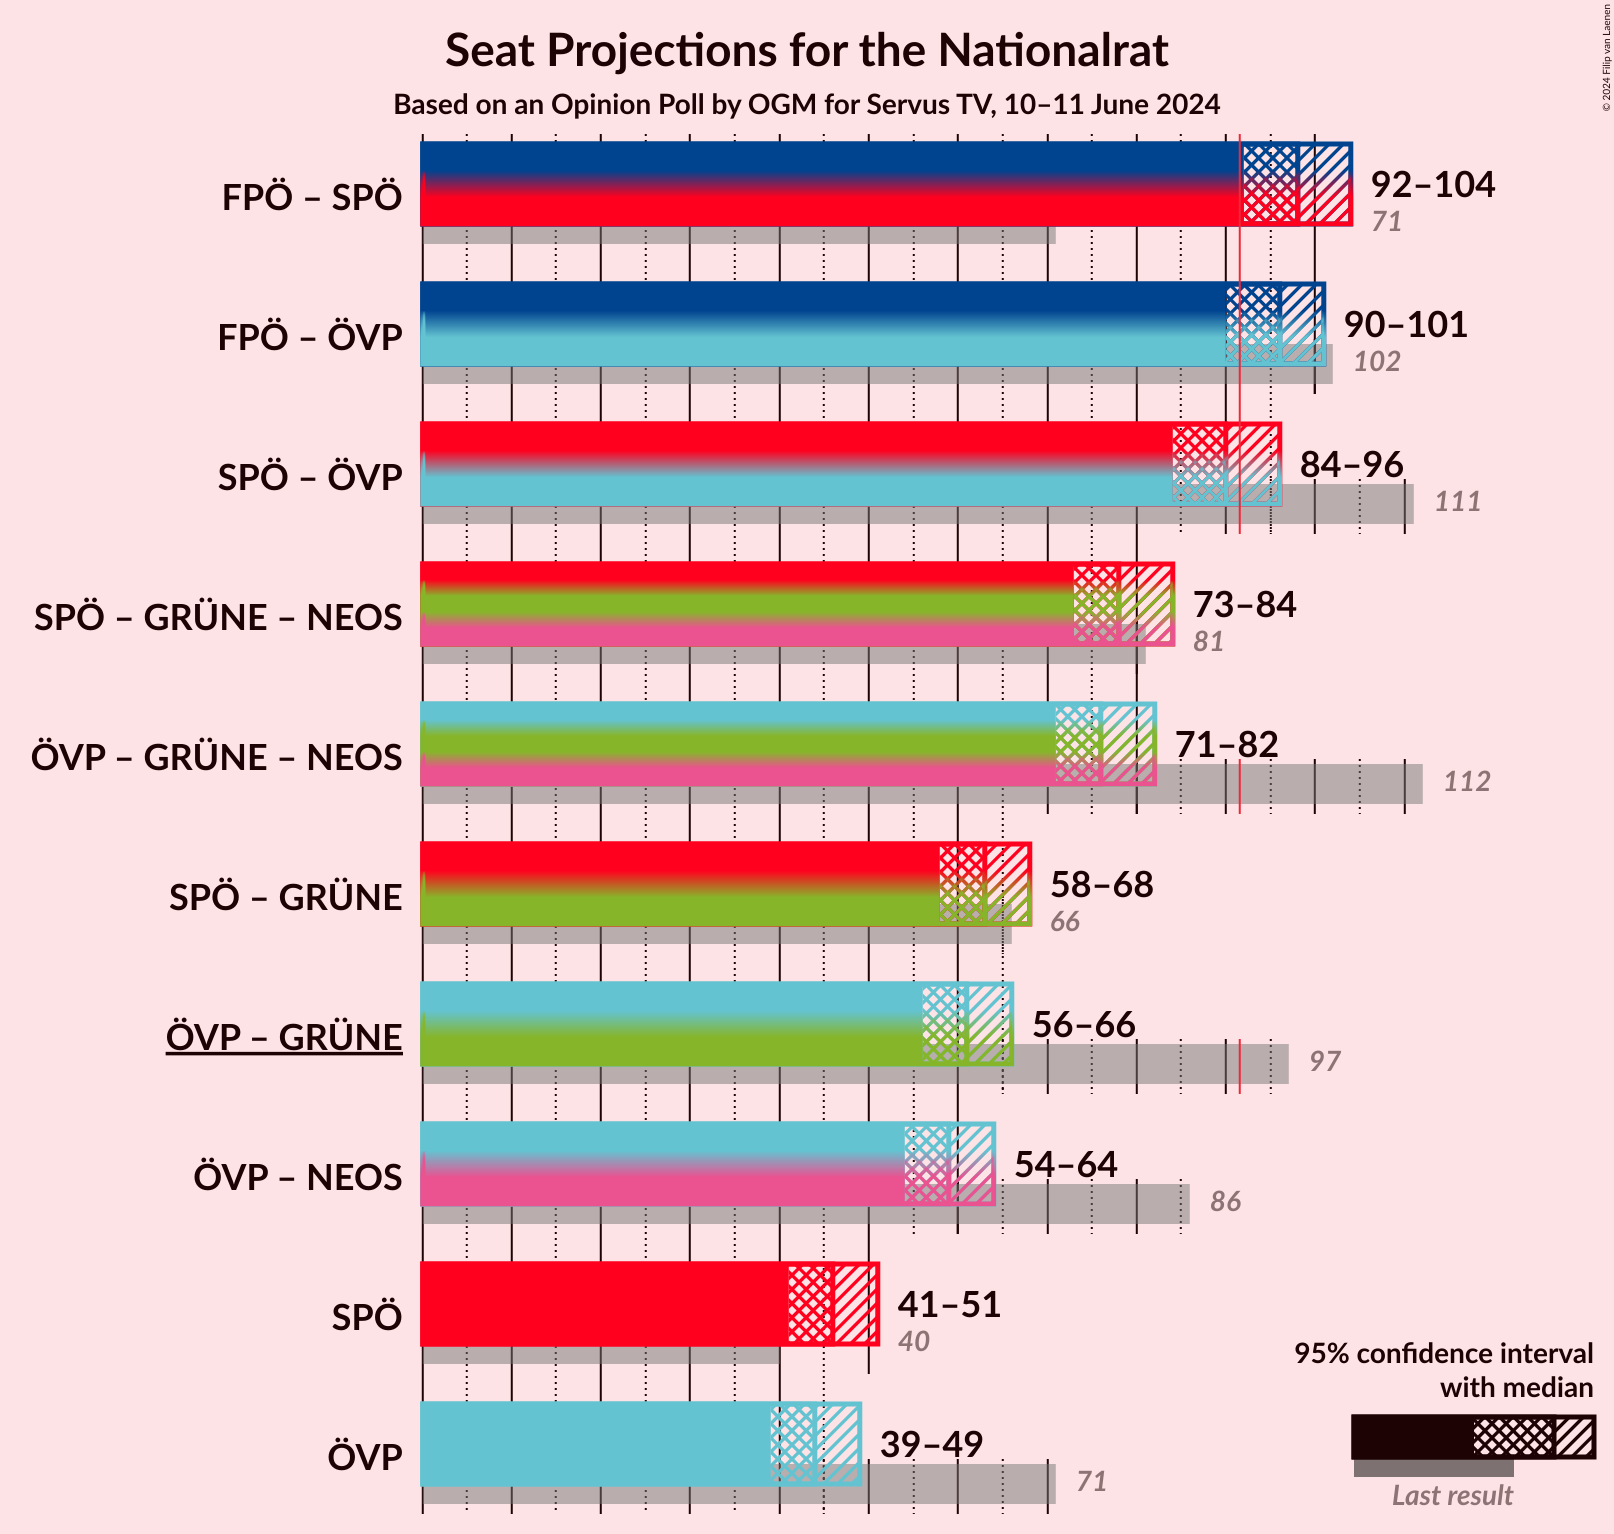 Seat Projections for the Nationalrat
Based on an Opinion Poll by OGM for Servus TV, 10–11 June 2024
© 2024 Filip van Laenen
FPÖ – SPÖ
92–104
71
FPÖ – ÖVP
90–101
102
SPÖ – ÖVP
84–96
111
SPÖ – GRÜNE – NEOS
73–84
81
ÖVP – GRÜNE – NEOS
71–82
112
SPÖ – GRÜNE
58–68
66
ÖVP – GRÜNE
56–66
97
ÖVP – NEOS
54–64
86
SPÖ
41–51
40
ÖVP
39–49
71
95% confidence interval
with median
Last result